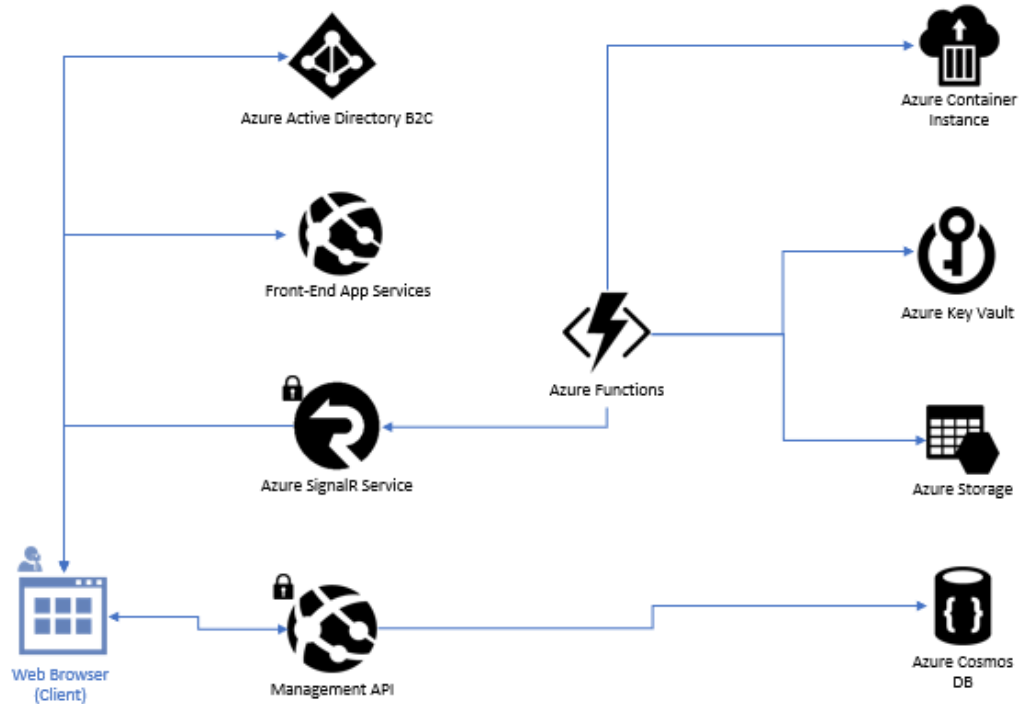 Azure Active Directory B2C
Azure Container
Instance
Front-End App Services
Azure Key Vault
Azure Functions
Azure SignalR Service
Azure Storage
Web Browser
(Client)
Management API
Azure Cosmos
DB